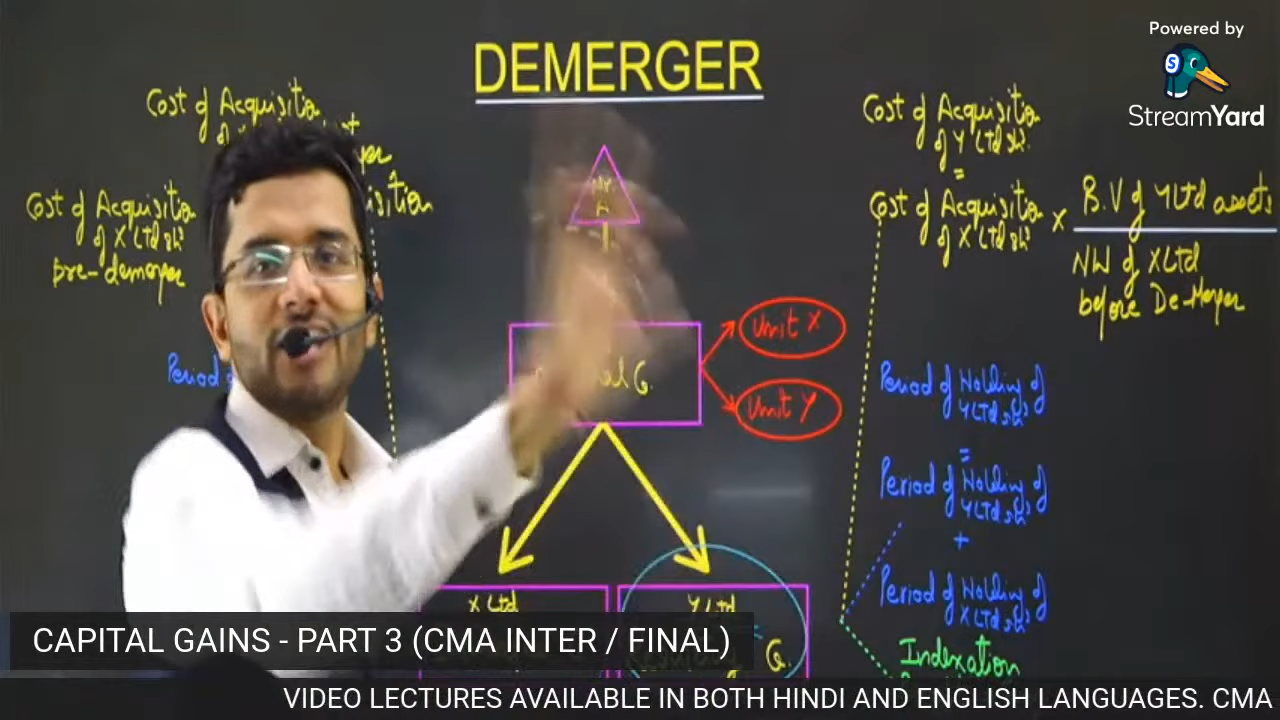 Powered by
StreamYard
DEMERGER
Cost of Acquisition
Cost of Acquisition
of X Ltd sh
pre-demerger
Period of
Mr.
A
G.
Unit X
Unit Y
X Ltd
Y Ltd
G.
Cost of Acquisition
of Y Ltd sh.
=
Cost of Acquisition
of X Ltd sh
×
B.V of Y Ltd assets
NW of X Ltd
before De-Merger
Period of Holding of
Y Ltd sh's
=
Period of Holding of
Y Ltd sh
+
Period of Holding of
X Ltd sh's
Indexation
CAPITAL GAINS - PART 3 (CMA INTER / FINAL)
VIDEO LECTURES AVAILABLE IN BOTH HINDI AND ENGLISH LANGUAGES. CMA